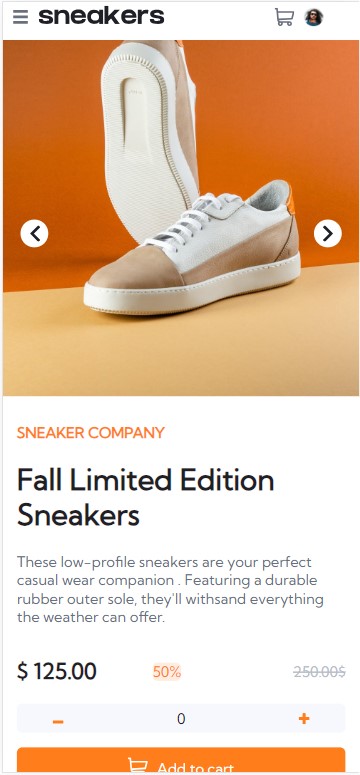 sneakers
SNEAKER COMPANY
Fall Limited Edition
Sneakers
These low-profile sneakers are your perfect
casual wear companion . Featuring a durable
rubber outer sole, they'll withsand everything
the weather can offer.
$ 125.00 50% 250.00$
- 0 +
Add to cart